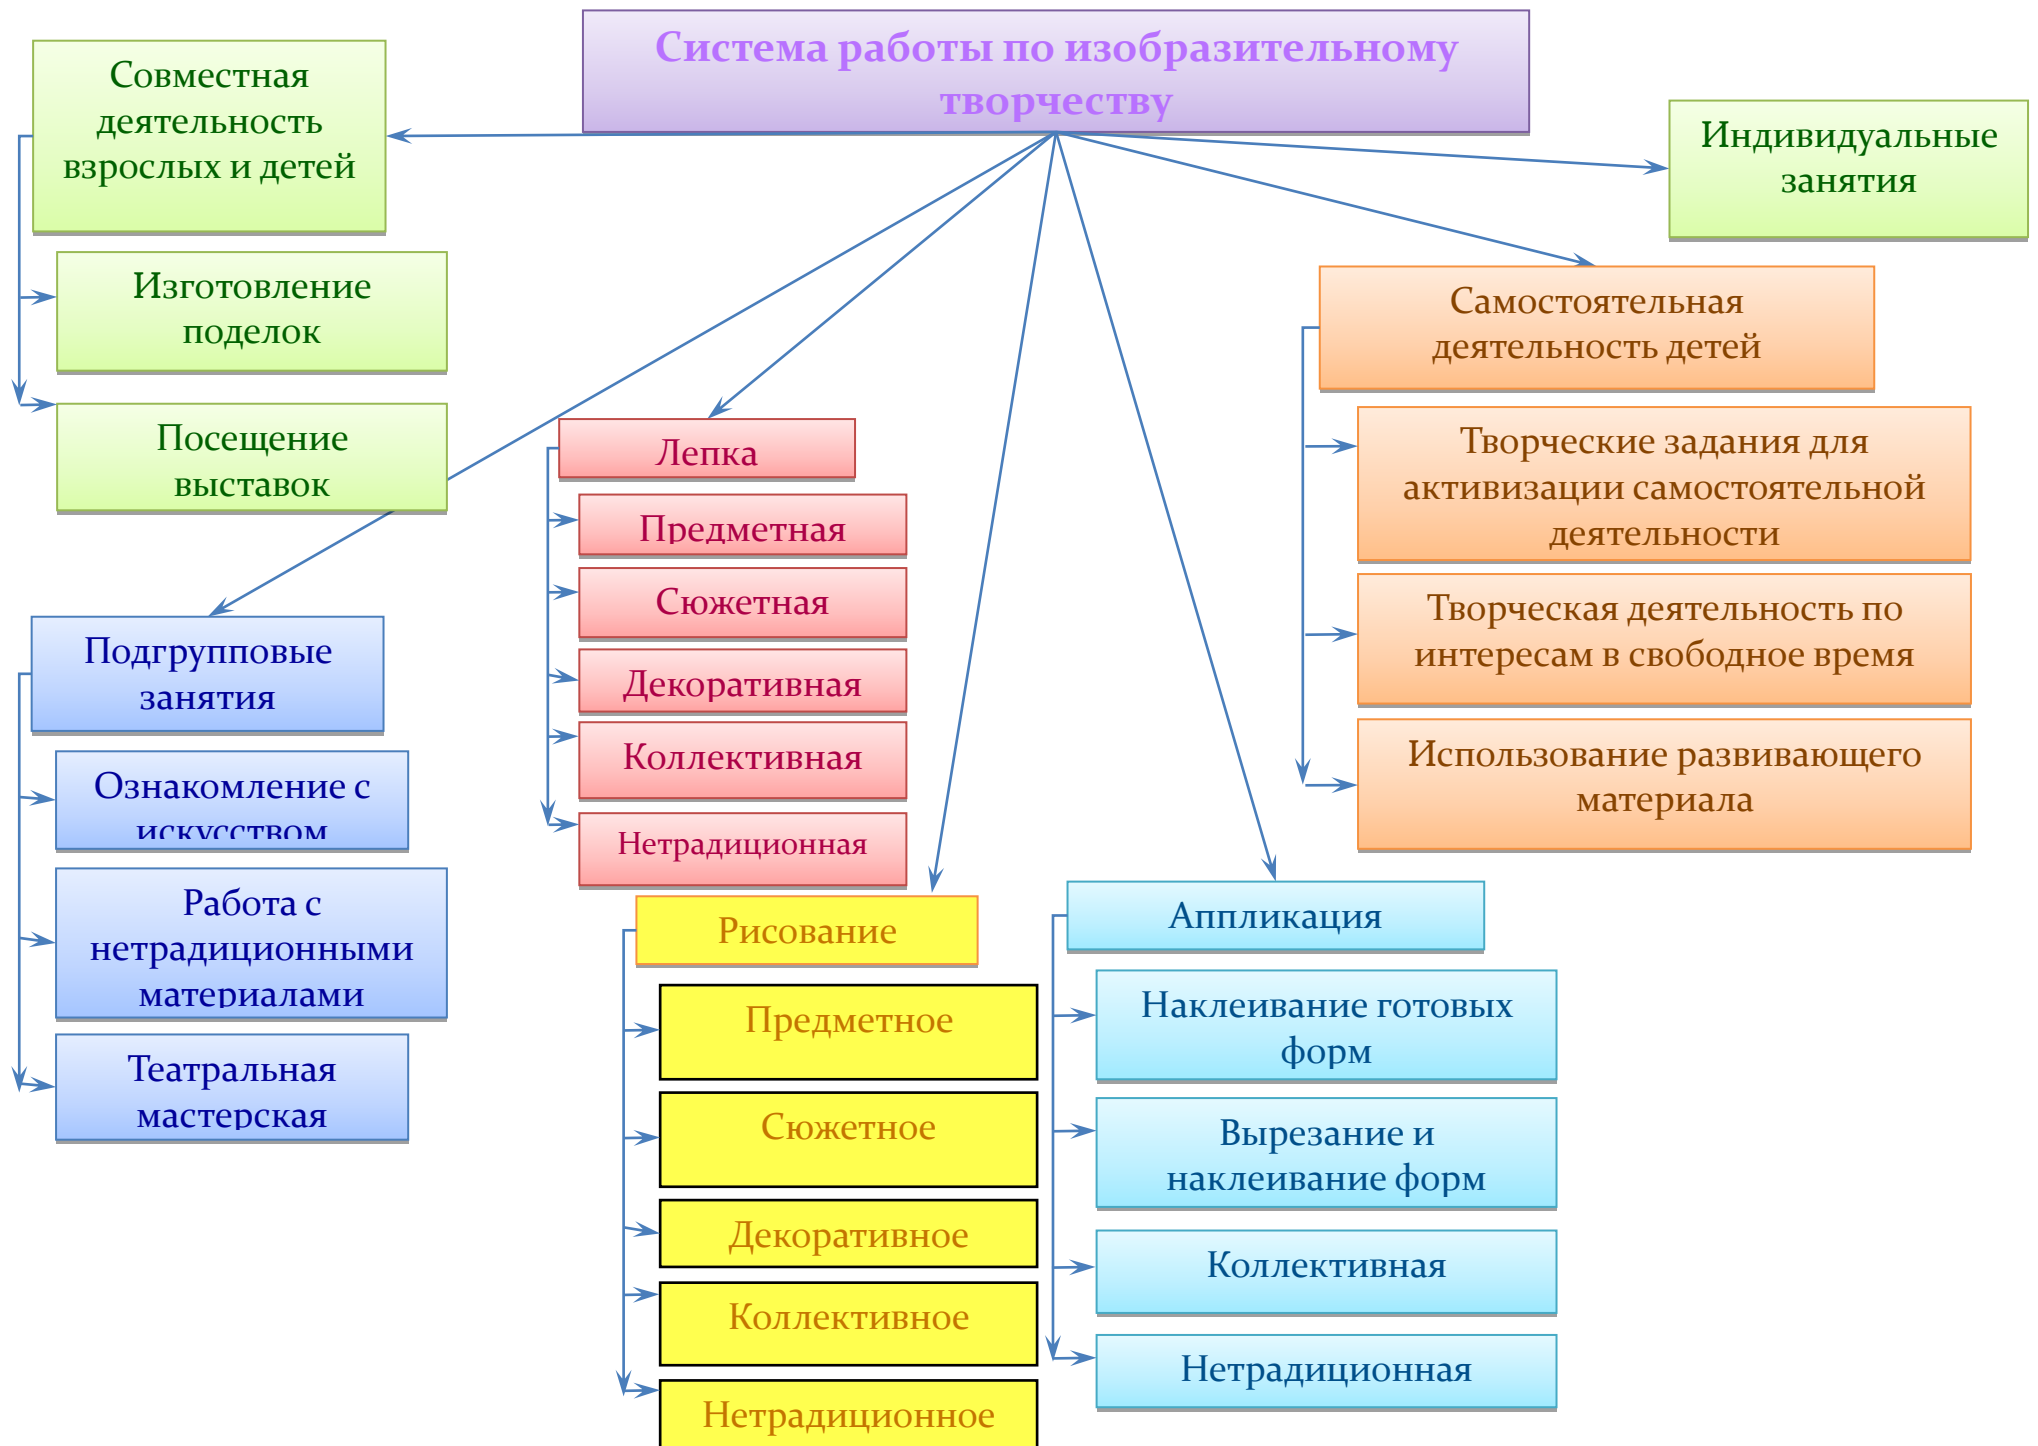 Система работы по изобразительному
творчеству
Совместная
деятельность
взрослых и детей
Изготовление
поделок
Посещение
выставок
Индивидуальные
занятия
Самостоятельная
деятельность детей
Творческие задания для
активизации самостоятельной
деятельности
Творческая деятельность по
интересам в свободное время
Использование развивающего
материала
Лепка
Предметная
Сюжетная
Декоративная
Коллективная
Нетрадиционная
Подгрупповые
занятия
Ознакомление с
искусством
Работа с
нетрадиционными
материалами
Театральная
мастерская
Рисование
Предметное
Сюжетное
Декоративное
Коллективное
Нетрадиционное
Аппликация
Наклеивание готовых
форм
Вырезание и
наклеивание форм
Коллективная
Нетрадиционная